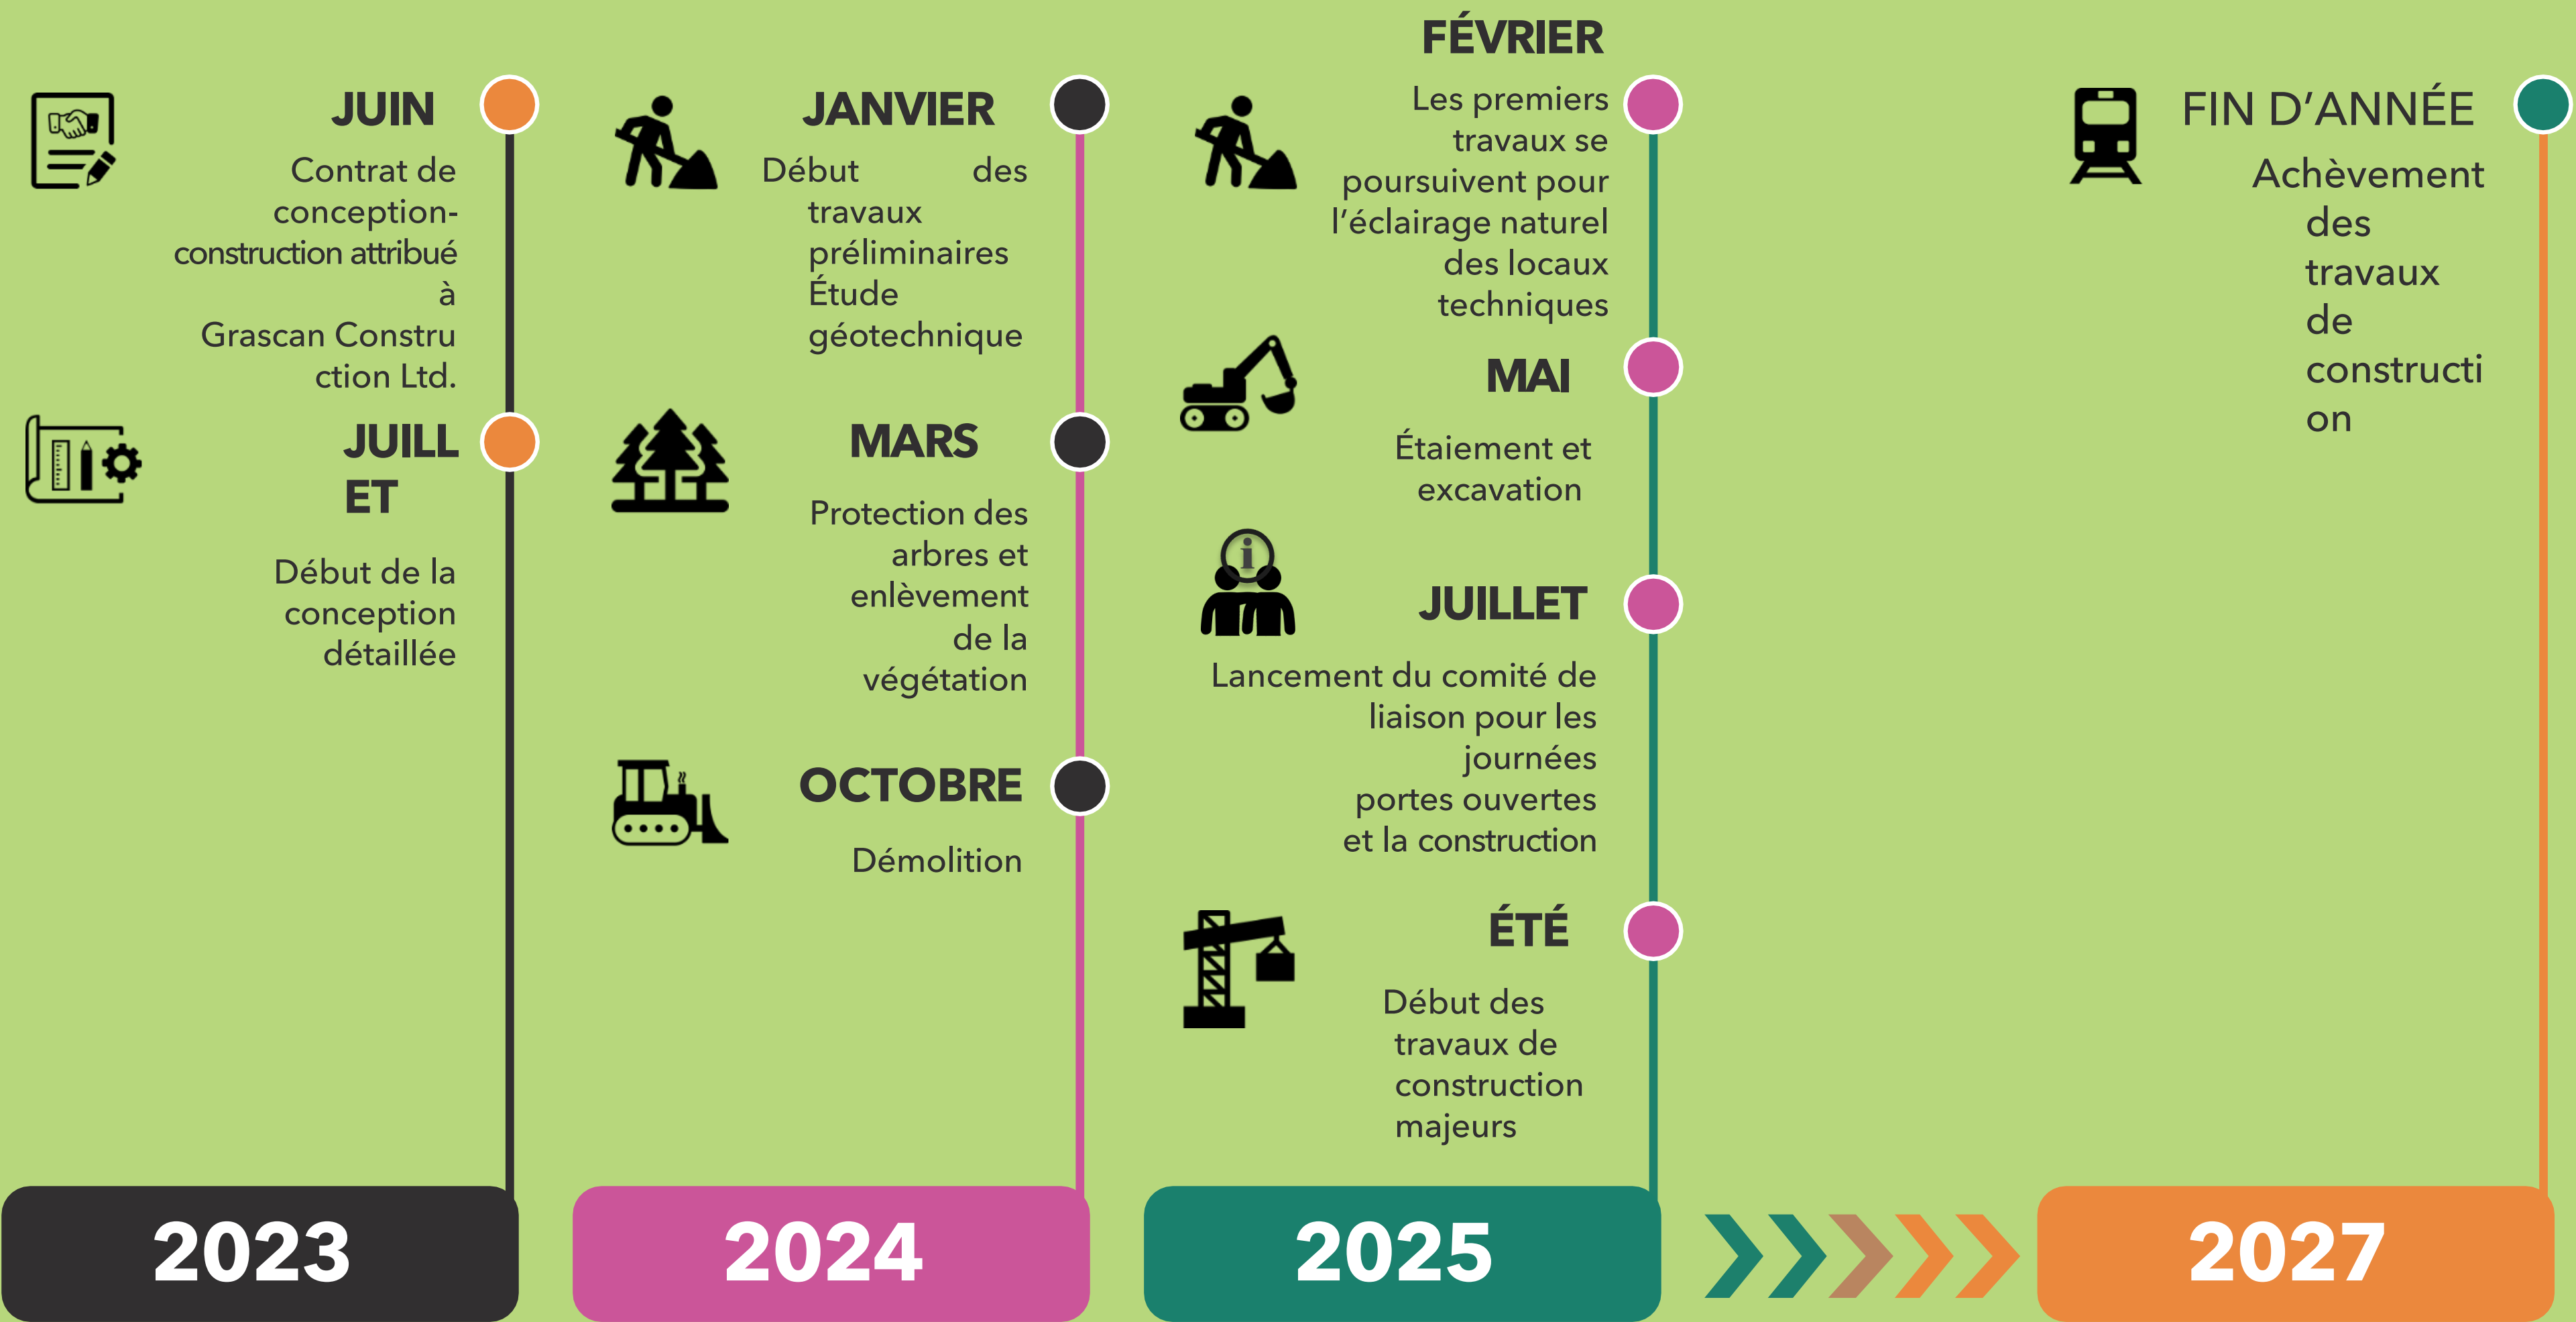 JUIN
Contrat de
conception-
construction attribué
à
Grascan Constru
ction Ltd.
JUILL
ET
Début de la
conception
détaillée
2023
JANVIER
Début des
travaux
préliminaires
Étude
géotechnique
MARS
Protection des
arbres et
enlèvement
de la
végétation
OCTOBRE
Démolition
2024
FÉVRIER
Les premiers
travaux se
poursuivent pour
l’éclairage naturel
des locaux
techniques
MAI
Étaiement et
excavation
i
JUILLET
Lancement du comité de
liaison pour les
journées
portes ouvertes
et la construction
ÉTÉ
Début des
travaux de
construction
majeurs
2025
FIN D’ANNÉE
Achèvement
des
travaux
de
constructi
on
2027